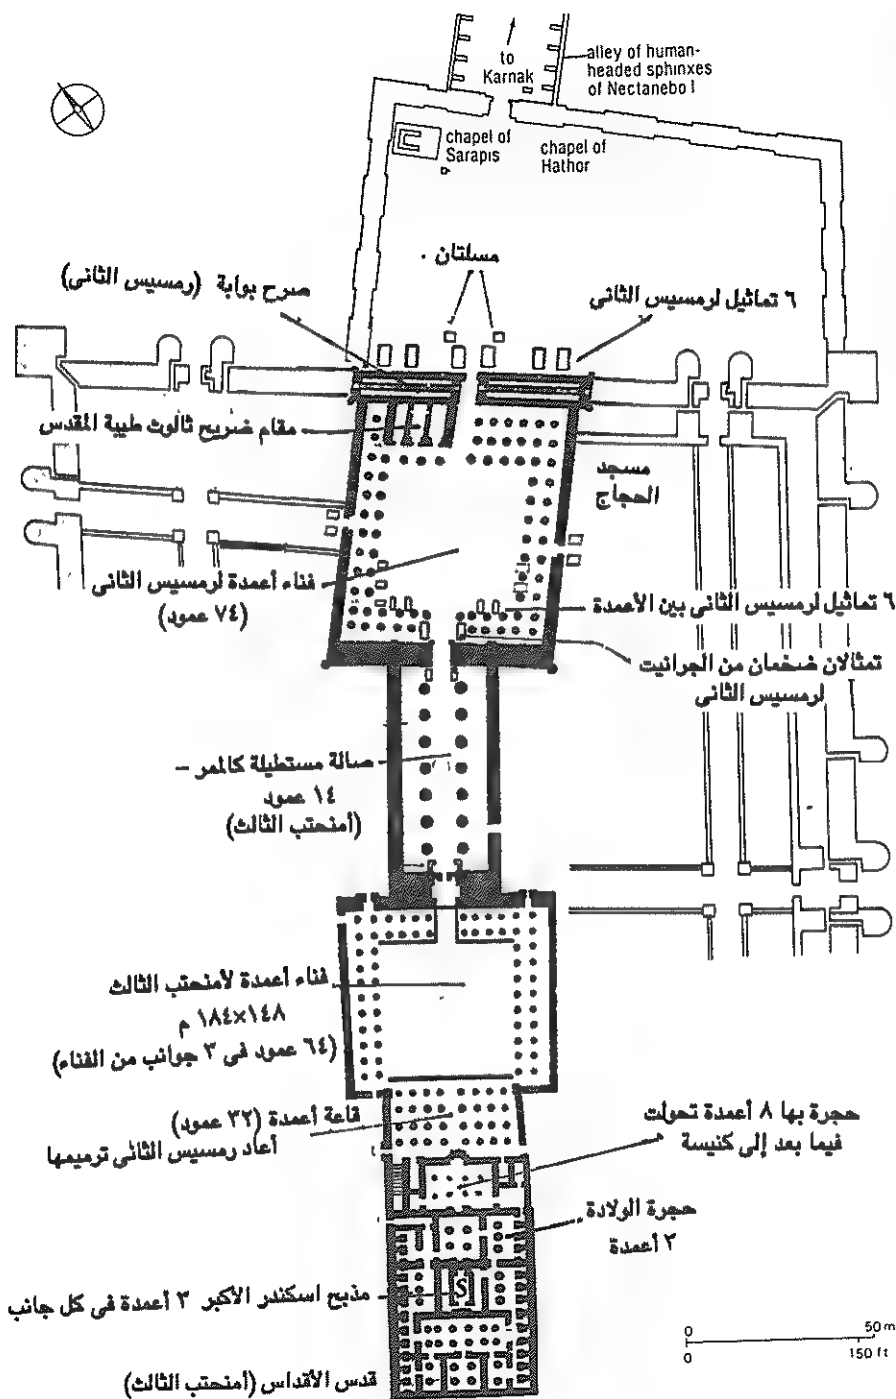 to
Karnak
alley of human-
headed sphinxes
of Nectanebo I
chapel of
Sarapis
chapel of
Hathor
مسلتان .
صرح بوابة (رمسيس الثانى)
٦ تماثيل لرمسيس الثانى
مقام ضريح ثالوث طيبة المقدس
مسجد
الحجاج
فناء أعمدة لرمسيس الثانى
(٧٤ عمود)
٦ تماثيل لرمسيس الثانى بين الأعمدة
تمثالان ضخمان من الجرانيت
لرمسيس الثانى
صالة مستطيلة كالممر –
١٤ عمود
(أمنحتب الثالث)
فناء أعمدة لأمنحتب الثالث
١٤٨×١٨٤ م
(٦٤ عمود فى ٣ جوانب من الفناء)
قاعة أعمدة (٣٢ عمود)
أعاد رمسيس الثانى ترميمها
حجرة بها ٨ أعمدة تحولت
فيما بعد إلى كنيسة
حجرة الولادة
٣ أعمدة
مذبح اسكندر الأكبر ٣ أعمدة فى كل جانب
S
قدس الأقداس (أمنحتب الثالث)
0 50 m
0 150 ft